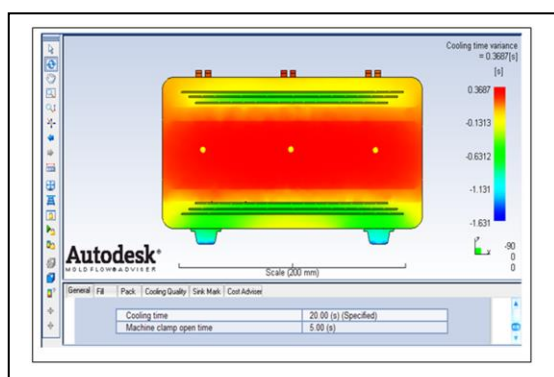 Cooling time variance
= 0.3687[s]
[s]
0.3687
-0.1313
-0.6312
-1.131
-1.631
-90
0
0
Autodesk®
MOLDFLOW® ADVISER
Scale (200 mm)
General Fill Pack Cooling Quality Sink Mark Cost Adviser
Cooling time 20.00 (s) (Specified)
Machine clamp open time 5.00 (s)